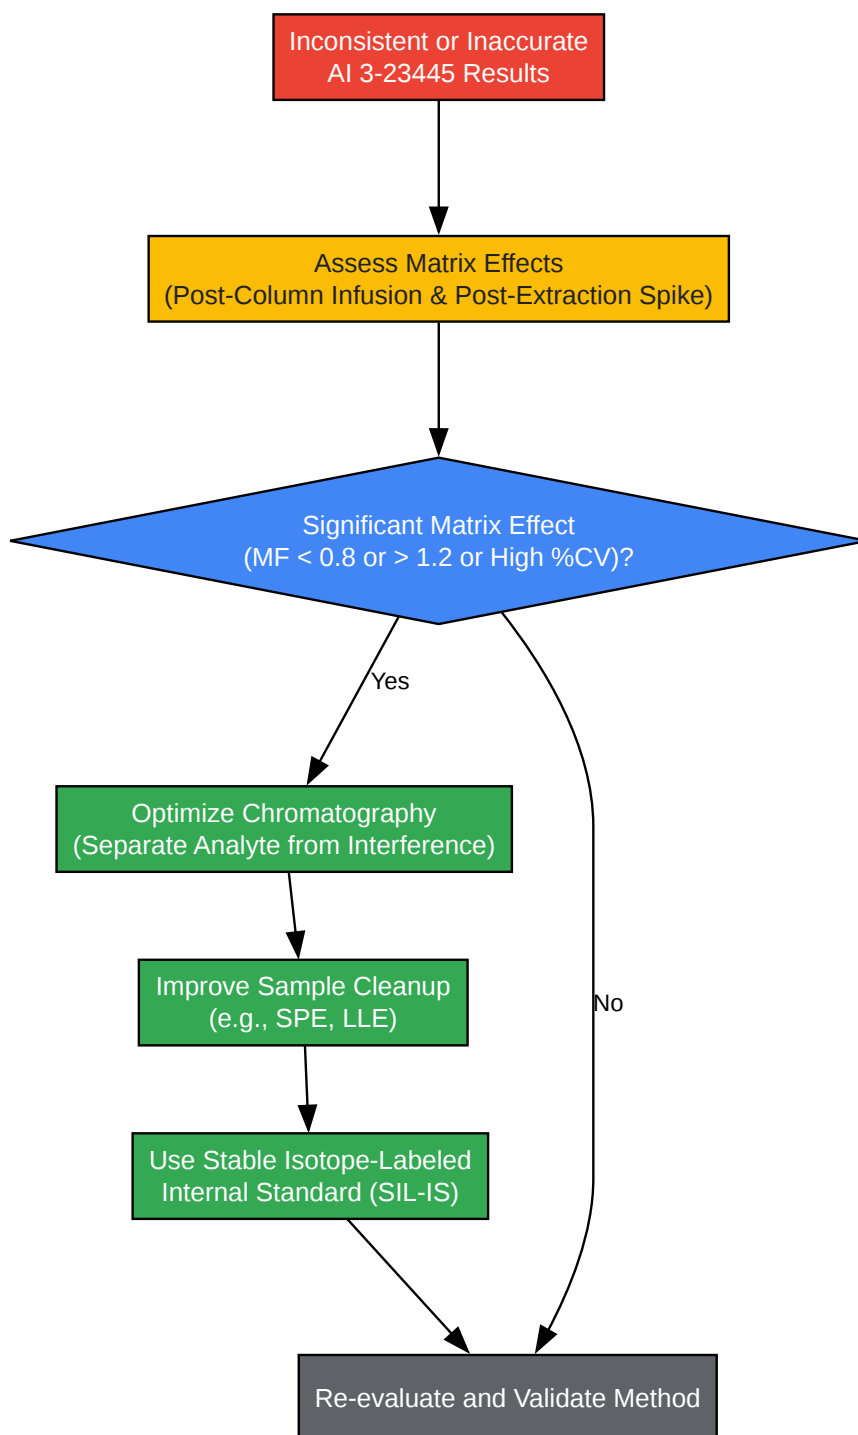 Inconsistent or Inaccurate
AI 3-23445 Results
Assess Matrix Effects
(Post-Column Infusion & Post-Extraction Spike)
Significant Matrix Effect
(MF < 0.8 or > 1.2 or High %CV)?
Yes
Optimize Chromatography
(Separate Analyte from Interference)
Improve Sample Cleanup
(e.g., SPE, LLE)
No
Use Stable Isotope-Labeled
Internal Standard (SIL-IS)
Re-evaluate and Validate Method